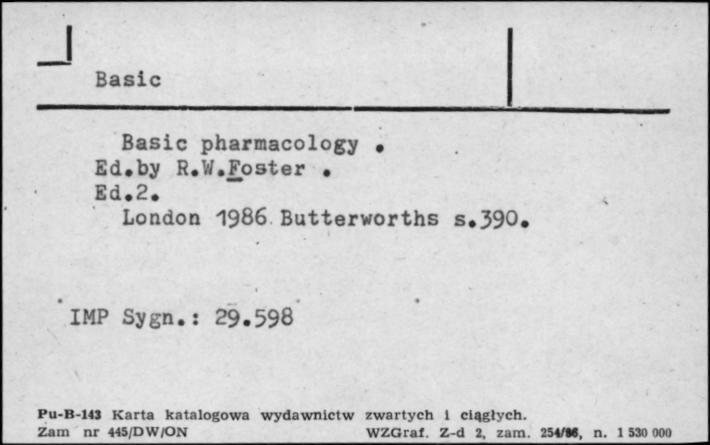 Basic
Basic pharmacology .
Ed.by R.W.Foster .
Ed.2.
London 1986 Butterworths s.390.
IMP Sygn.: 29.598
Pu-B-143 Karta katalogowa wydawnictw zwartych i ciągłych.
Zam nr 445/DW/ON WZGraf. Z-d 2, zam. 254/86, n. 1 530 000